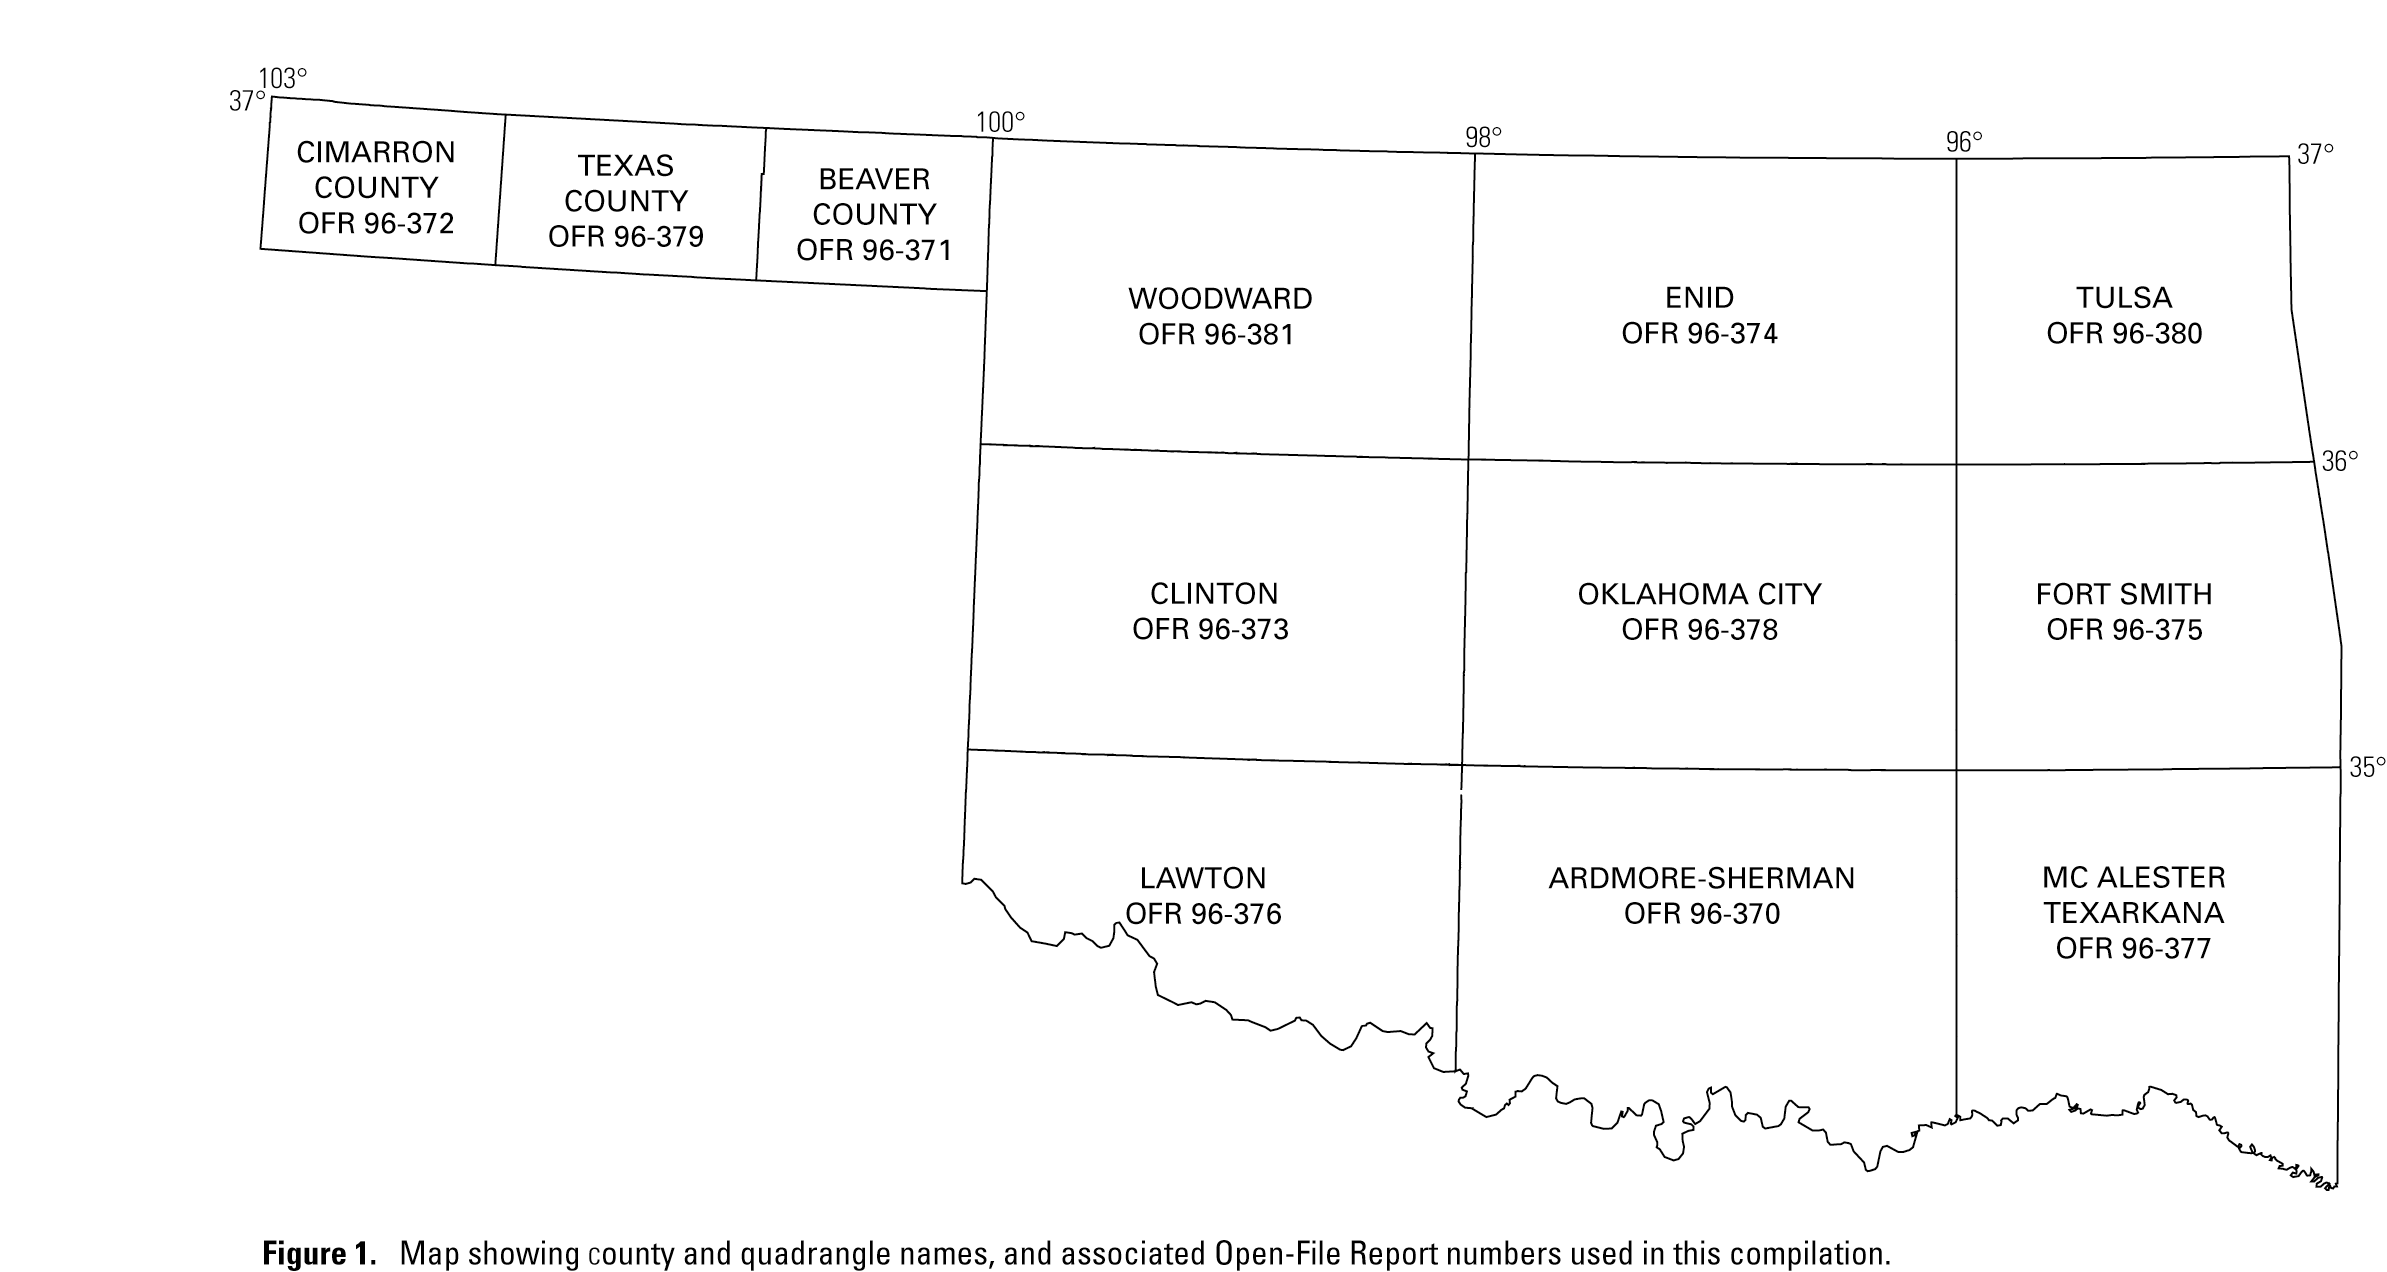 103°
37°
100°
98°
96°
37°
CIMARRON
COUNTY
OFR 96-372
TEXAS
COUNTY
OFR 96-379
BEAVER
COUNTY
OFR 96-371
WOODWARD
OFR 96-381
ENID
OFR 96-374
TULSA
OFR 96-380
36°
CLINTON
OFR 96-373
OKLAHOMA CITY
OFR 96-378
FORT SMITH
OFR 96-375
35°
LAWTON
OFR 96-376
ARDMORE-SHERMAN
OFR 96-370
MC ALESTER
TEXARKANA
OFR 96-377
Figure 1. Map showing county and quadrangle names, and associated Open-File Report numbers used in this compilation.